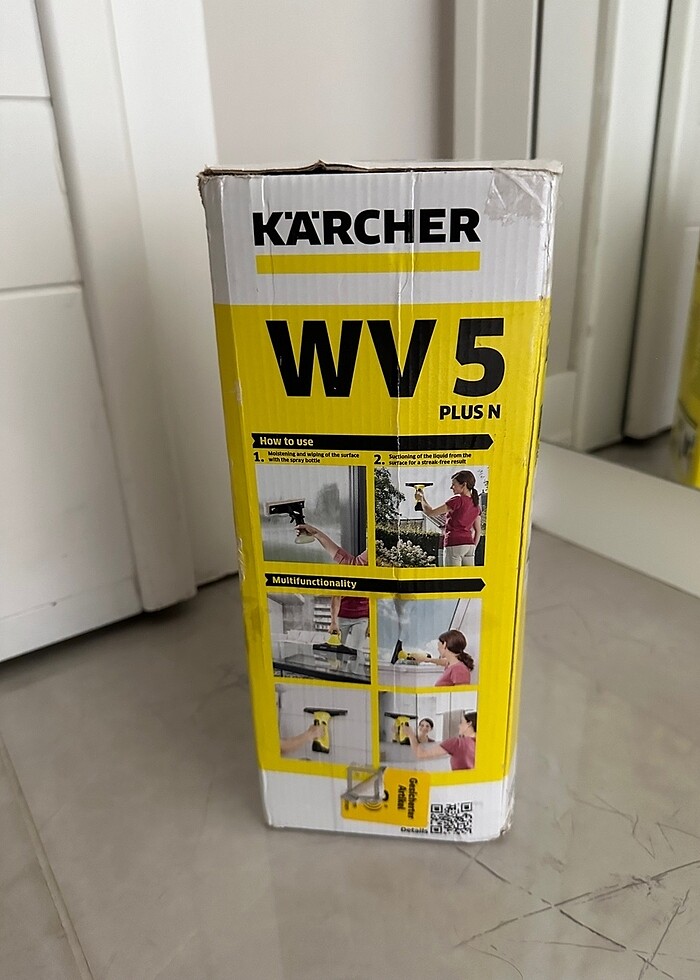 KÄRCHER
WV 5
PLUS N
How to use
1. Moistening and wiping of the surface
with the spray bottle
2. Suctioning of the liquid from the
surface for a streak-free result
Multifunctionality
Gesicherter
Artikel
Details